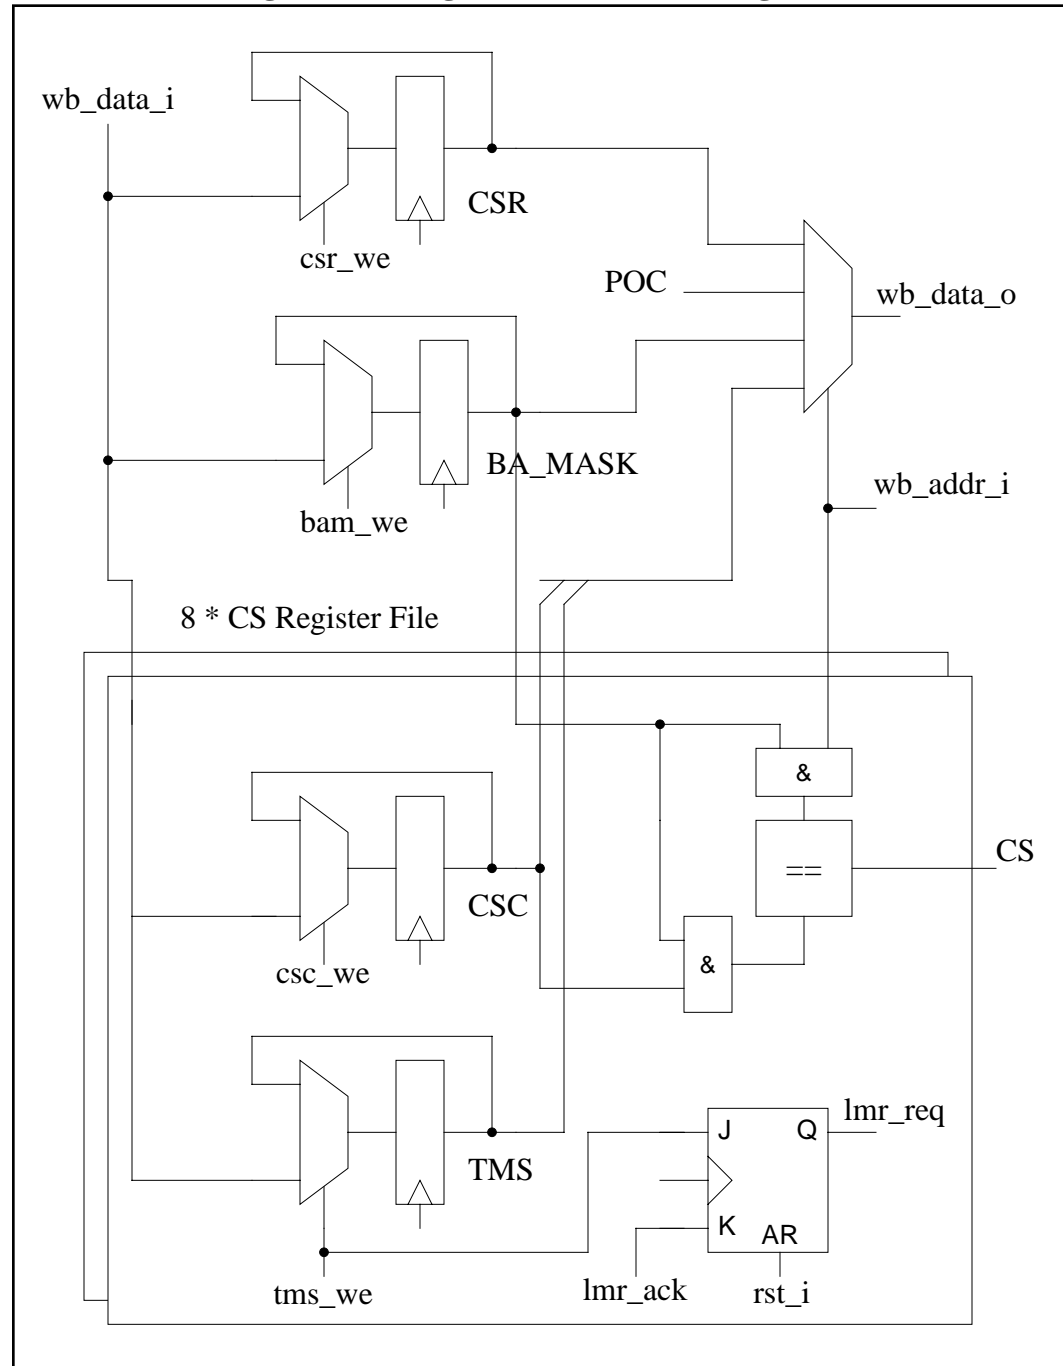 wb_data_i
CSR
csr_we
POC
wb_data_o
BA_MASK
wb_addr_i
bam_we
8 * CS Register File
&
==
CS
CSC
&
csc_we
J
Q
lmr_req
TMS
K
AR
tms_we
lmr_ack
rst_i